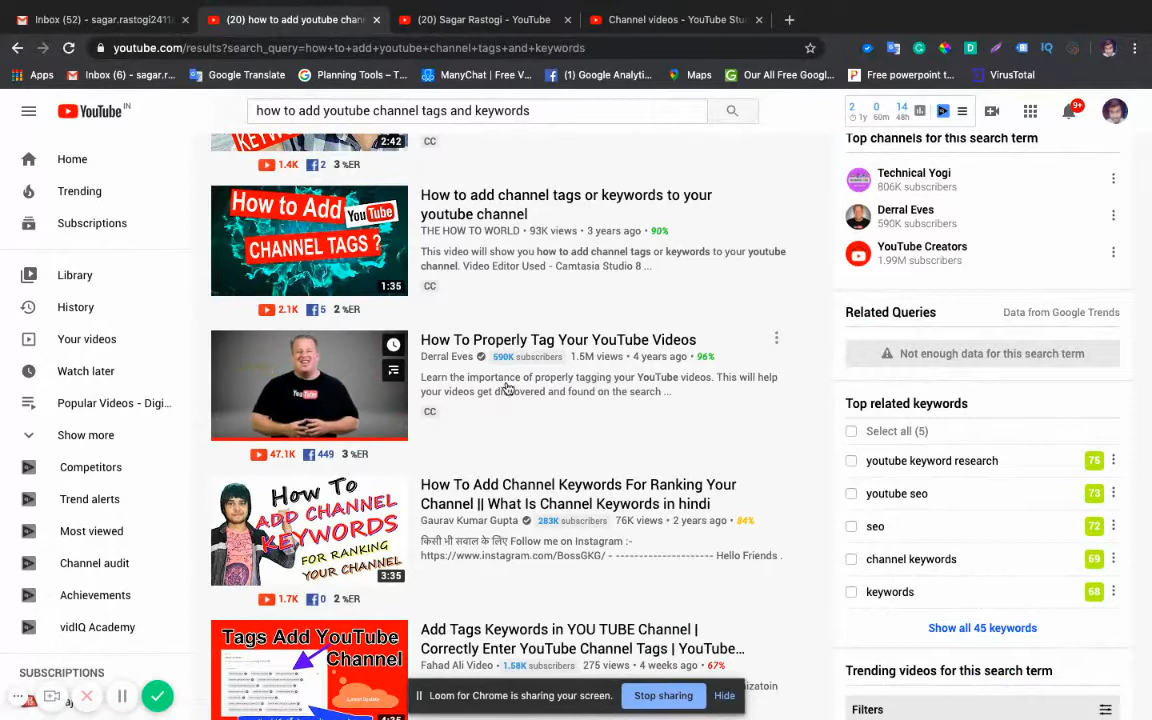 Inbox (52) - sagar.rastogi2411
(20) how to add youtube chan
(20) Sagar Rastogi - YouTube
Channel videos - YouTube Stu
youtube.com/results?search_query=how+to+add+youtube+channel+tags+and+keywords
Apps
Inbox (6) - sagar.r...
Google Translate
Planning Tools – T...
ManyChat | Free V...
(1) Google Analyti...
Maps
Our All Free Googl...
Free powerpoint t...
VirusTotal
YouTube IN
how to add youtube channel tags and keywords
2 0 14
1y 60m 48h
9+
Home
Trending
Subscriptions
Library
History
Your videos
Watch later
Popular Videos - Digi...
Show more
Competitors
Trend alerts
Most viewed
Channel audit
Achievements
vidIQ Academy
SUBSCRIPTIONS
2:42
CC
1.4K 2 3 %ER
How to Add YouTube
CHANNEL TAGS ?
1:35
How to add channel tags or keywords to your
youtube channel
THE HOW TO WORLD • 93K views • 3 years ago • 90%
This video will show you how to add channel tags or keywords to your youtube
channel. Video Editor Used - Camtasia Studio 8 ...
CC
2.1K 5 2 %ER
How To Properly Tag Your YouTube Videos
Derral Eves 590K subscribers 1.5M views • 4 years ago • 96%
Learn the importance of properly tagging your YouTube videos. This will help
your videos get discovered and found on the search ...
CC
47.1K 449 3 %ER
How To
ADD CHANNEL
KEYWORDS
FOR RANKING
YOUR CHANNEL
3:35
How To Add Channel Keywords For Ranking Your
Channel || What Is Channel Keywords in hindi
Gaurav Kumar Gupta 283K subscribers 76K views • 2 years ago • 84%
किसी भी सवाल के लिए Follow me on Instagram :-
https://www.instagram.com/BossGKG/ - -------------------- Hello Friends .
1.7K 0 2 %ER
Tags Add YouTube
Channel
Add Tags Keywords in YOU TUBE Channel |
Correctly Enter YouTube Channel Tags | YouTube...
Fahad Ali Video • 1.58K subscribers • 275 views • 4 weeks ago • 67%
Loom for Chrome is sharing your screen.
Stop sharing
Hide
Top channels for this search term
Technical Yogi
806K subscribers
Derral Eves
590K subscribers
YouTube Creators
1.99M subscribers
Related Queries
Data from Google Trends
Not enough data for this search term
Top related keywords
Select all (5)
youtube keyword research 75
youtube seo 73
seo 72
channel keywords 69
keywords 68
Show all 45 keywords
Trending videos for this search term
Filters